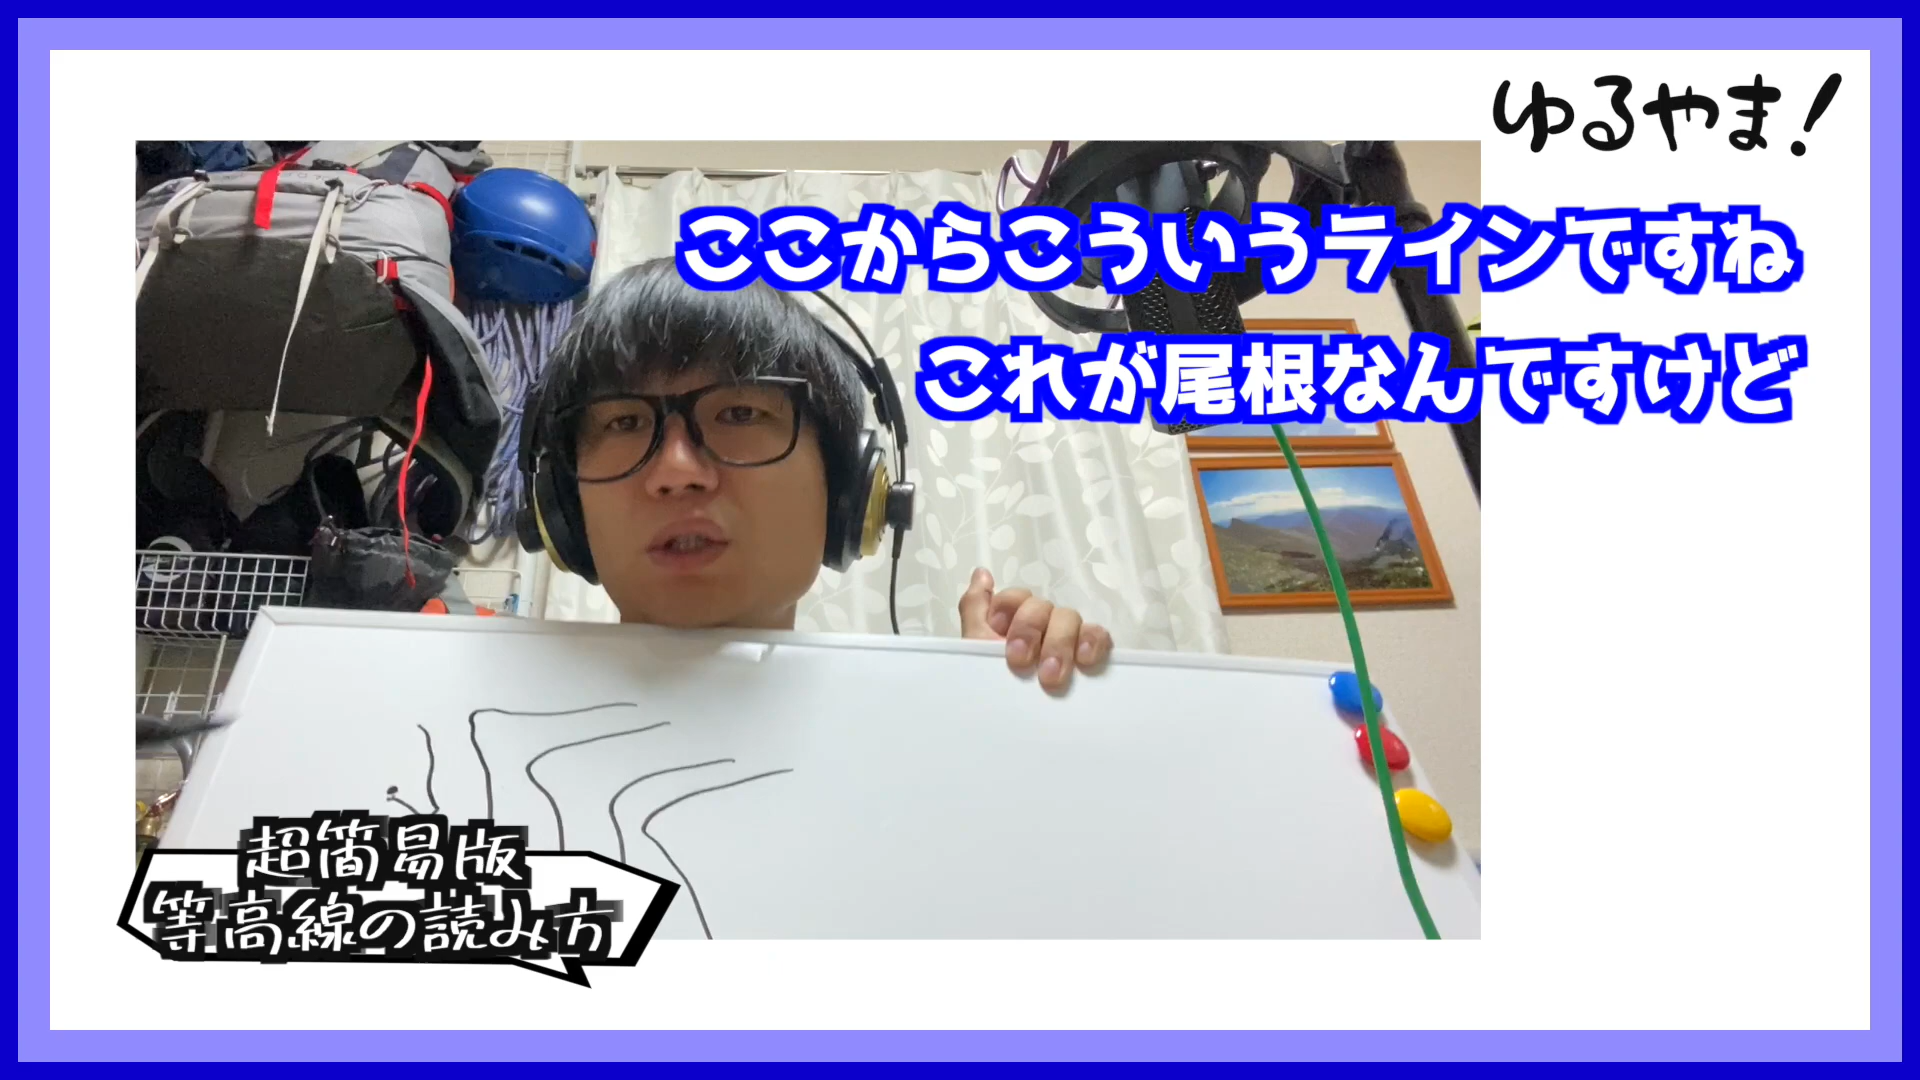 ゆるやま!
ここからこういうラインですね
これが尾根なんですけど
超簡易版
等高線の読み方